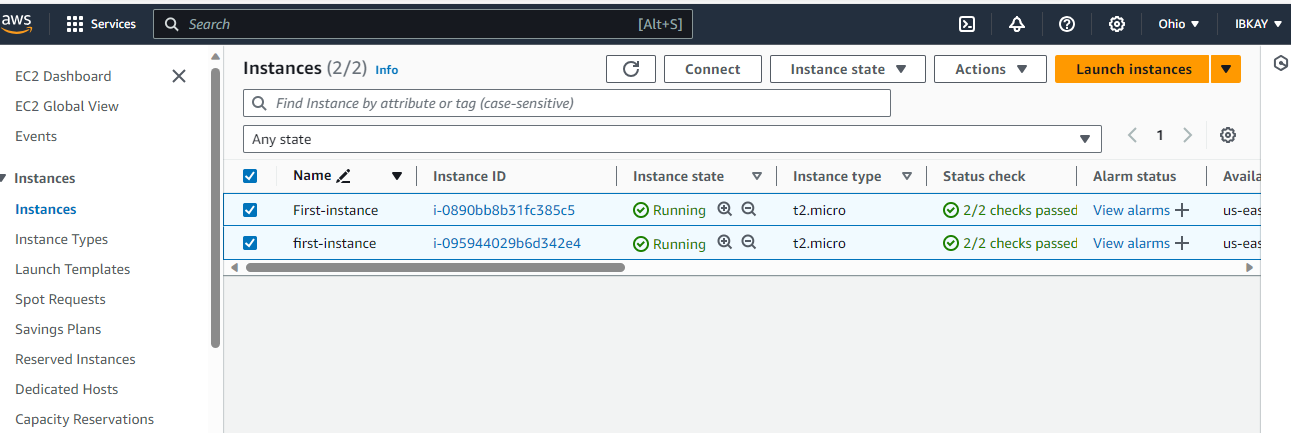 aws Services Search [Alt+S] Ohio IBKAY
EC2 Dashboard
EC2 Global View
Events
Instances
Instances
Instance Types
Launch Templates
Spot Requests
Savings Plans
Reserved Instances
Dedicated Hosts
Capacity Reservations
Instances (2/2) Info Connect Instance state Actions Launch instances
Find Instance by attribute or tag (case-sensitive)
Any state 1
Name Instance ID Instance state Instance type Status check Alarm status Availa
First-instance i-0890bb8b31fc385c5 Running t2.micro 2/2 checks passed View alarms us-eas
first-instance i-095944029b6d342e4 Running t2.micro 2/2 checks passed View alarms us-eas